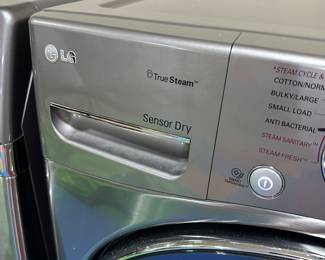 LG
TrueSteam™
Sensor Dry
*STEAM CYCLE &
COTTON/NORM
BULKY/LARGE
SMALL LOAD
ANTI BACTERIAL
STEAM SANITARY™
STEAM FRESH™